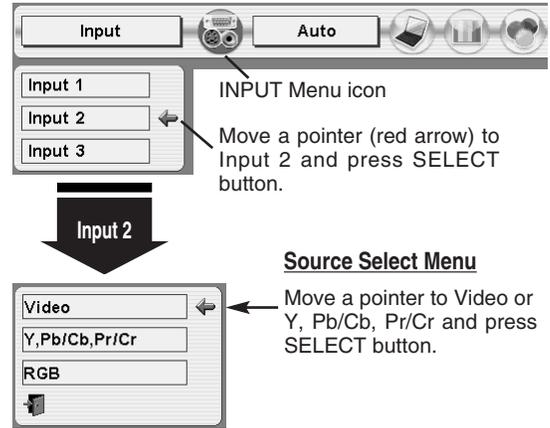 Input
Auto
Input 1
Input 2
Input 3
INPUT Menu icon
Move a pointer (red arrow) to
Input 2 and press SELECT
button.
Input 2
Source Select Menu
Video
Y,Pb/Cb,Pr/Cr
RGB
Move a pointer to Video or
Y, Pb/Cb, Pr/Cr and press
SELECT button.